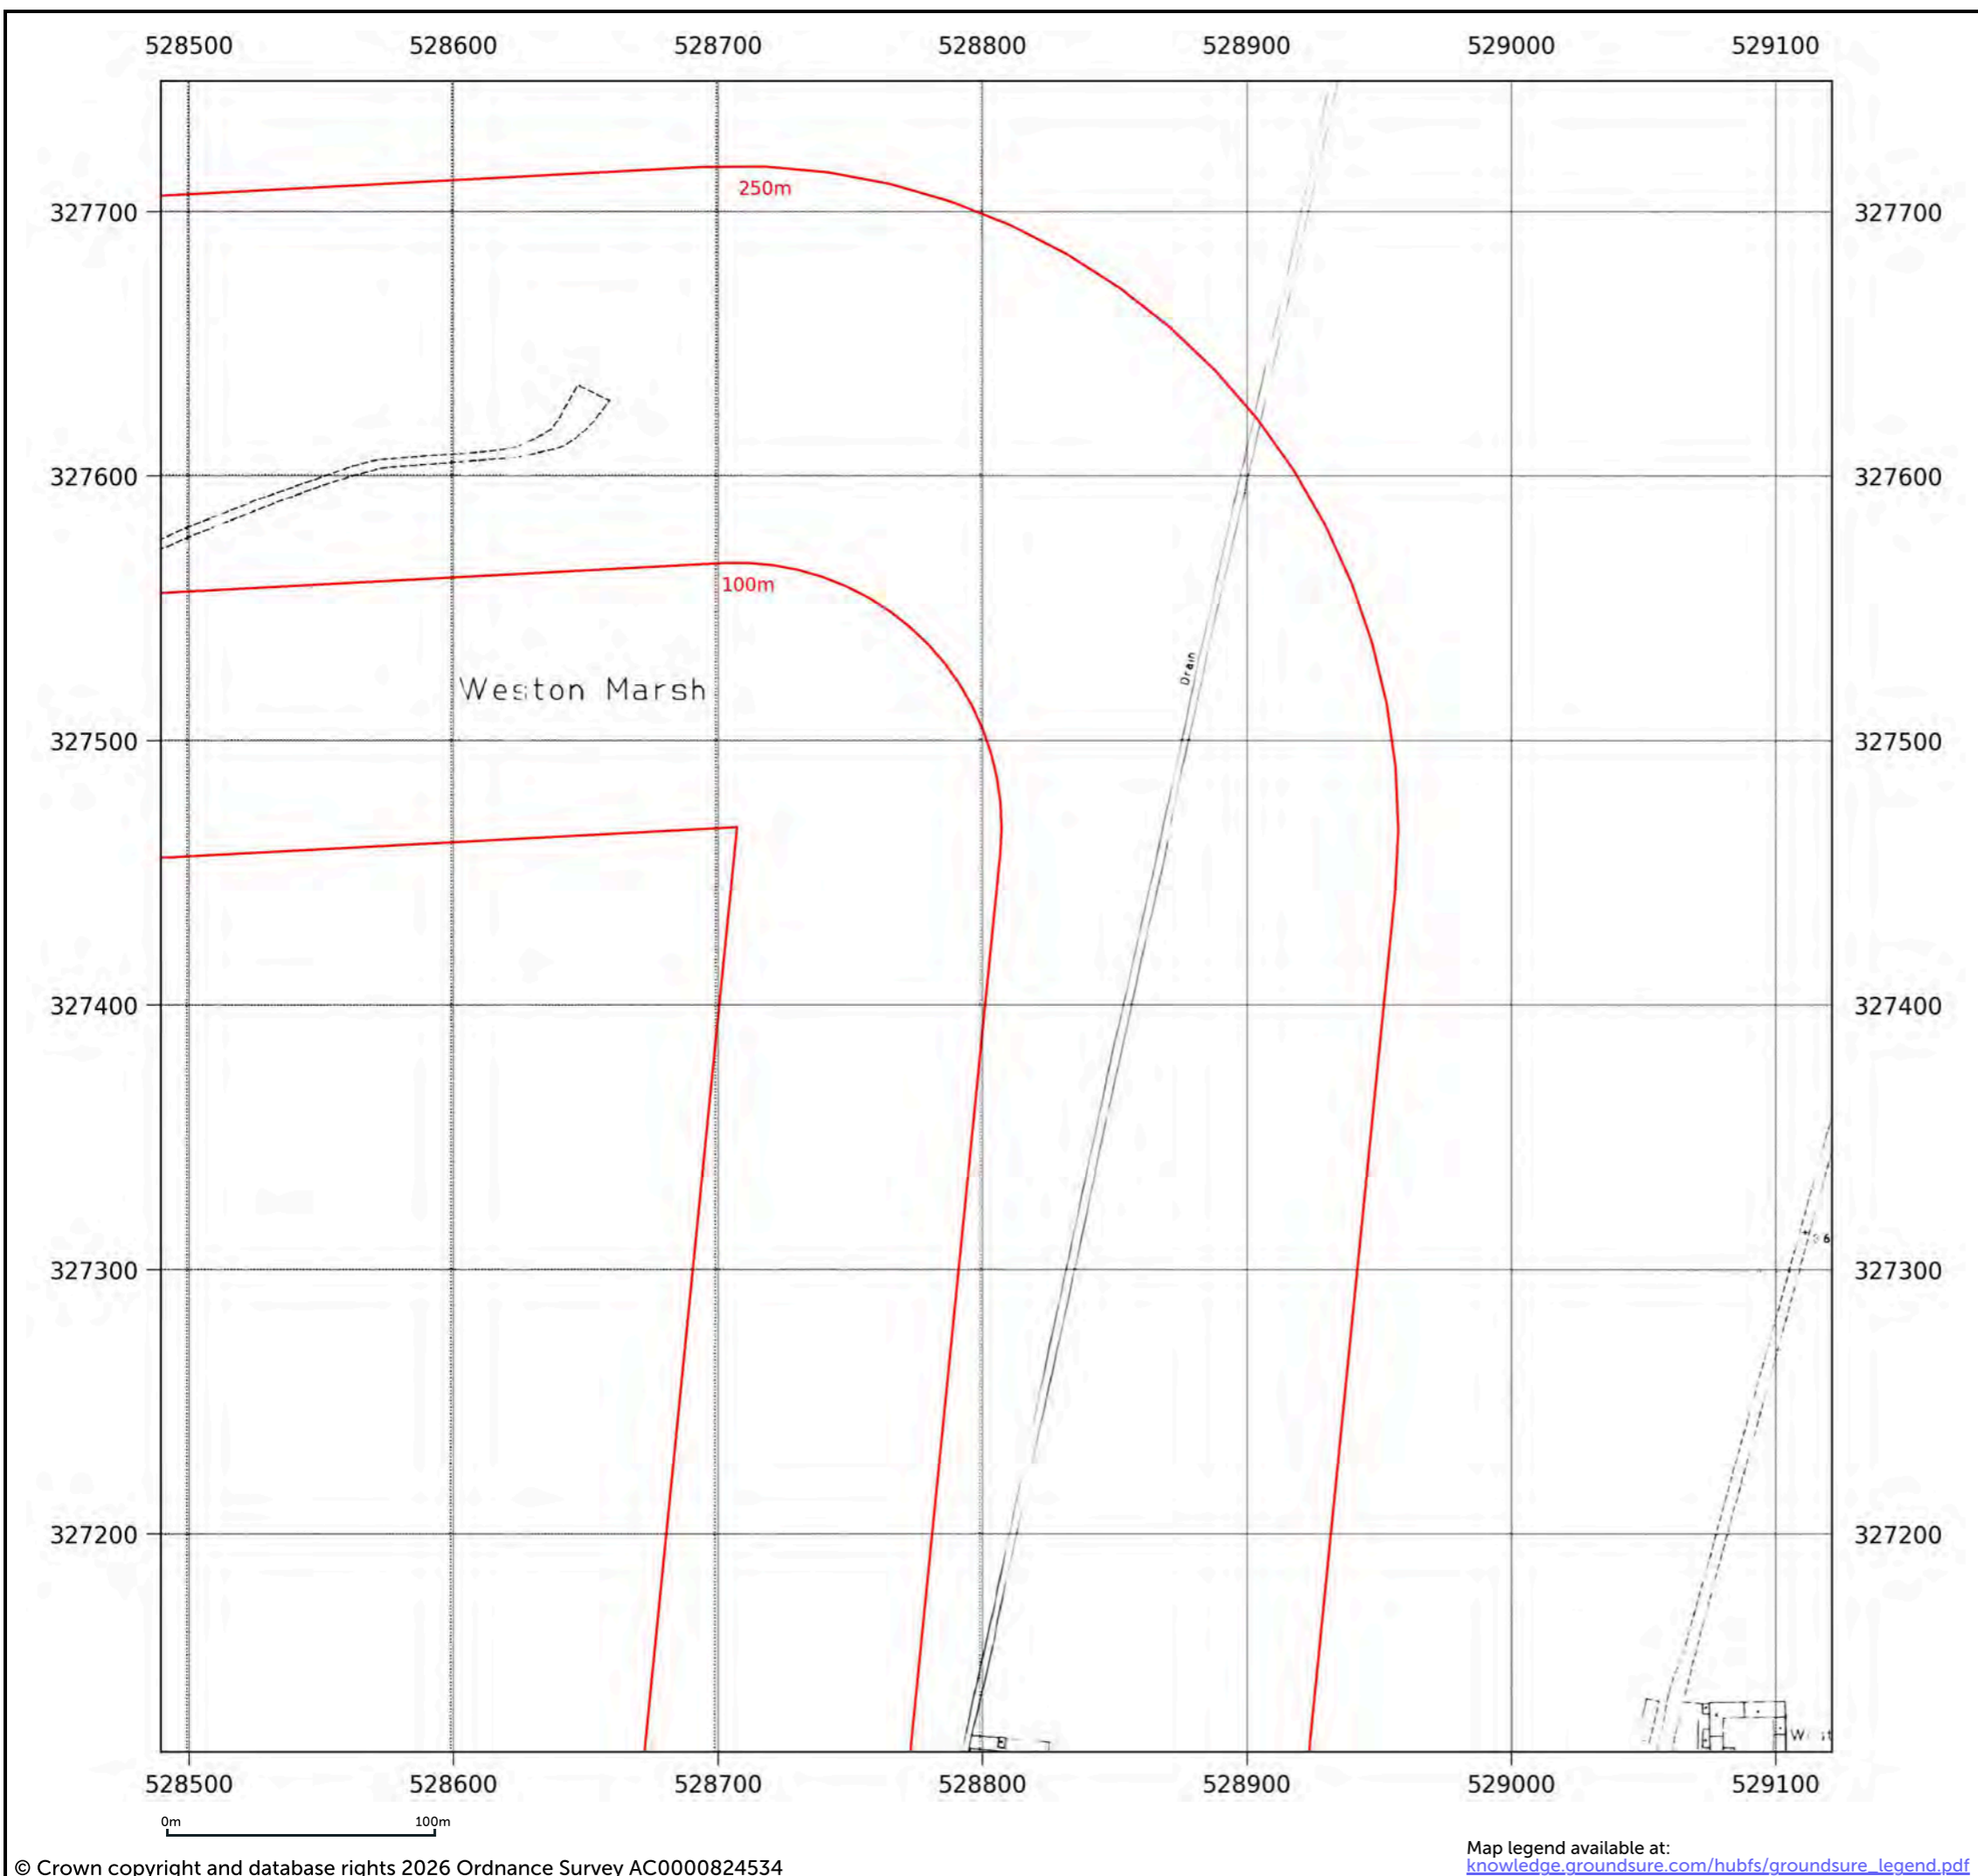 528500 528600 528700 528800 528900 529000 529100
250m
327700 327700
327600 327600
100m
Drain
Weston Marsh
327500 327500
327400 327400
327300 327300
327200 327200
528500 528600 528700 528800 528900 529000 529100
0m 100m
Map legend available at:
© Crown copyright and database rights 2026 Ordnance Survey AC0000824534
knowledge.groundsure.com/hubfs/groundsure_legend.pdf